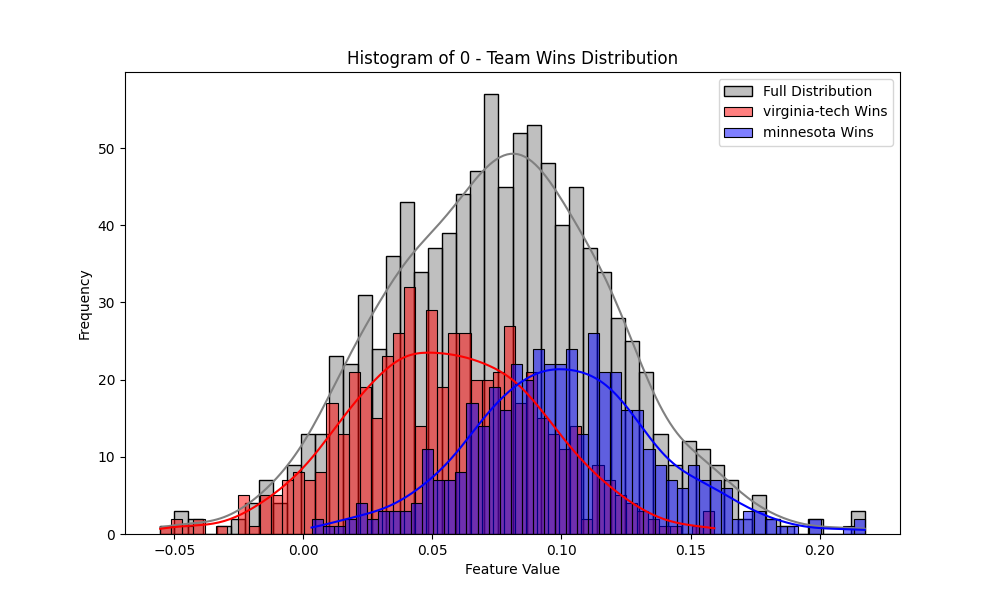 Histogram of 0 - Team Wins Distribution
Full Distribution
virginia-tech Wins
minnesota Wins
Frequency
50
40
30
20
10
0
−0.05
0.00
0.05
0.10
0.15
0.20
Feature Value